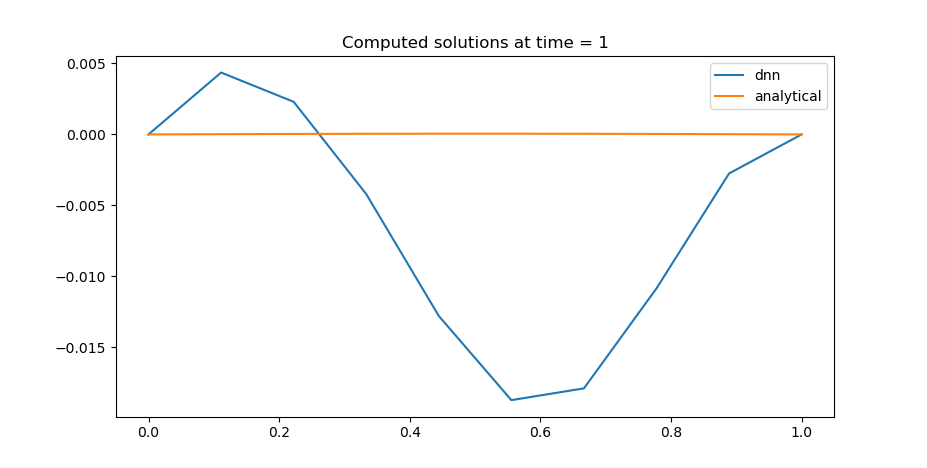 Computed solutions at time = 1
dnn
analytical
0.005
0.000
−0.005
−0.010
−0.015
0.0 0.2 0.4 0.6 0.8 1.0